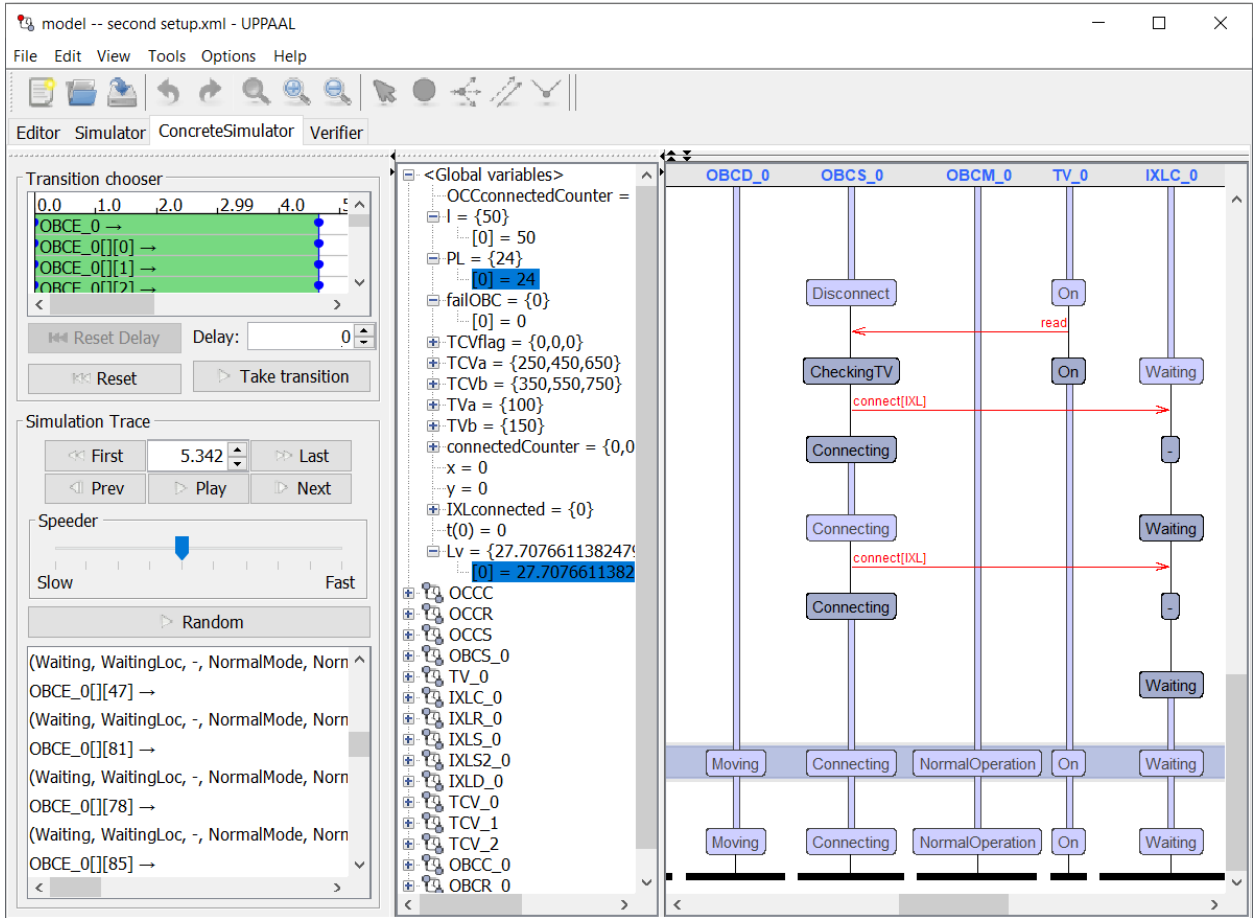 model -- second setup.xml - UPPAAL
File Edit View Tools Options Help
Editor Simulator ConcreteSimulator Verifier
Transition chooser
0.0 1.0 2.0 2.99 4.0
OBCE_0 →
OBCE_0[][0] →
OBCE_0[][1] →
OBCE_0[][2] →
Reset Delay Delay: 0
Reset Take transition
Simulation Trace
First 5.342 Last
Prev Play Next
Speeder
Slow Fast
Random
(Waiting, WaitingLoc, -, NormalMode, Norn
OBCE_0[][47] →
(Waiting, WaitingLoc, -, NormalMode, Norn
OBCE_0[][81] →
(Waiting, WaitingLoc, -, NormalMode, Norn
OBCE_0[][78] →
(Waiting, WaitingLoc, -, NormalMode, Norn
OBCE_0[][85] →
<Global variables>
OCCconnectedCounter =
l = {50}
[0] = 50
PL = {24}
[0] = 24
failOBC = {0}
[0] = 0
TCVflag = {0,0,0}
TCVa = {250,450,650}
TCVb = {350,550,750}
TVa = {100}
TVb = {150}
connectedCounter = {0,0
x = 0
y = 0
IXLconnected = {0}
t(0) = 0
Lv = {27.7076611382479
[0] = 27.7076611382
OCCC
OCCR
OCCS
OBCS_0
TV_0
IXLC_0
IXLR_0
IXLS_0
IXLS2_0
IXLD_0
TCV_0
TCV_1
TCV_2
OBCC_0
OBCR_0
OBCD_0 OBCS_0 OBCM_0 TV_0 IXLC_0
Disconnect On
read
CheckingTV On Waiting
connect[IXL]
Connecting -
Connecting Waiting
connect[IXL]
Connecting -
Waiting
Moving Connecting NormalOperation On Waiting
Moving Connecting NormalOperation On Waiting